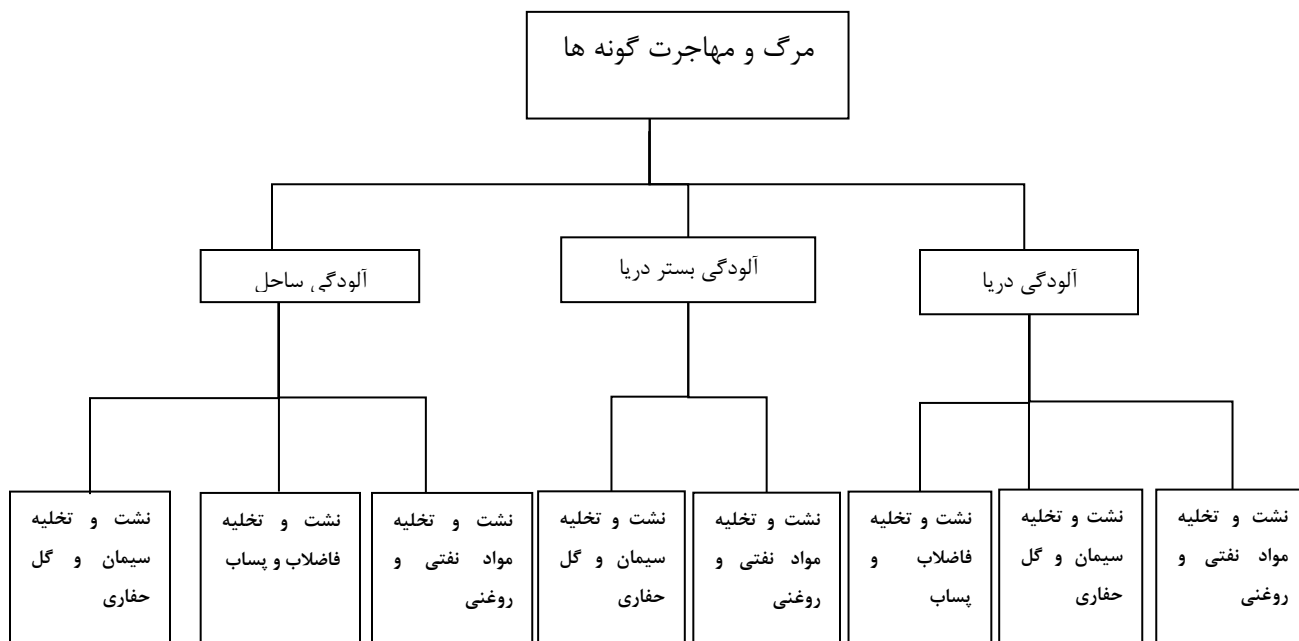 مرگ و مهاجرت گونه ها
آلودگی دریا
آلودگی بستر دریا
آلودگی ساحل
نشت و تخلیه
مواد نفتی و
روغنی
نشت و تخلیه
سیمان و گل
حفاری
نشت و تخلیه
فاضلاب و
پساب
نشت و تخلیه
مواد نفتی و
روغنی
نشت و تخلیه
سیمان و گل
حفاری
نشت و تخلیه
مواد نفتی و
روغنی
نشت و تخلیه
فاضلاب و پساب
نشت و تخلیه
سیمان و گل
حفاری